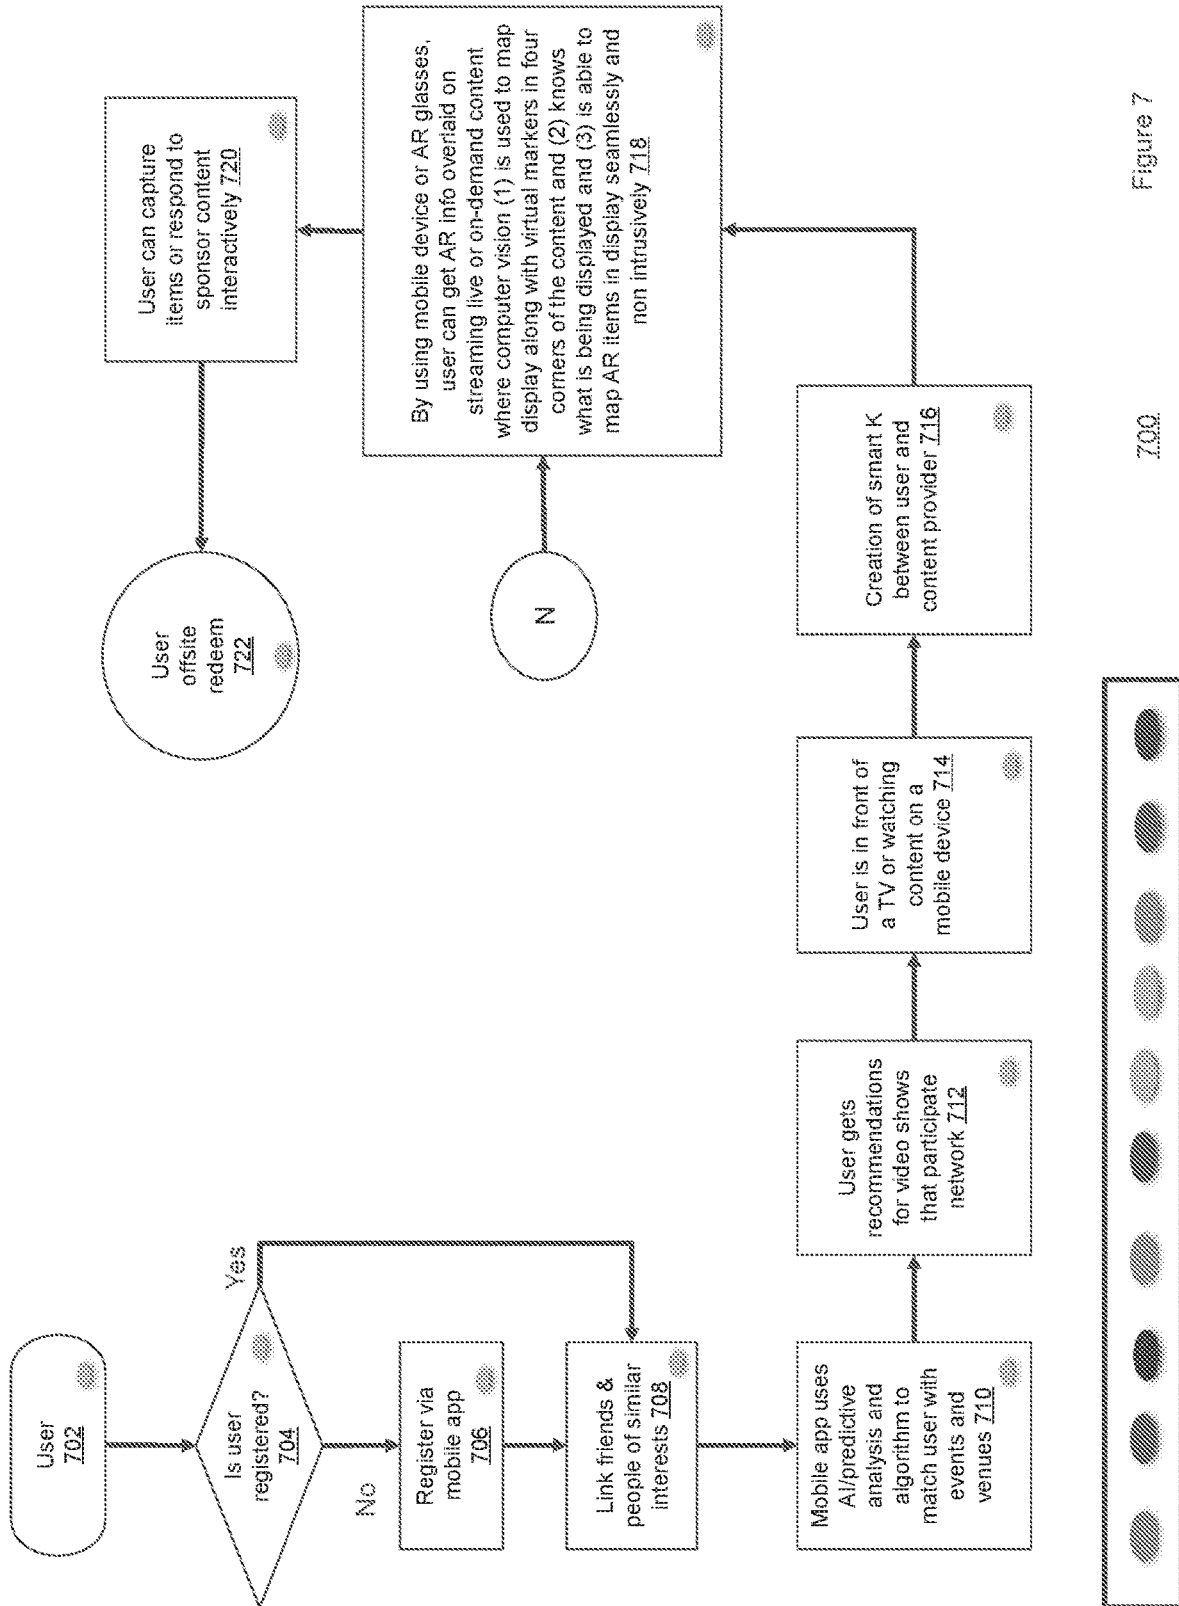 User
702
Is user
registered?
704
Yes
No
Register via
mobile app
706
Link friends &
people of similar
interests 708
Mobile app uses
AI/predictive
analysis and
algorithm to
match user with
events and
venues 710
User gets
recommendations
for video shows
that participate
network 712
User is in front of
a TV or watching
content on a
mobile device 714
Creation of smart K
between user and
content provider 716
N
By using mobile device or AR glasses,
user can get AR info overlaid on
streaming live or on-demand content
where computer vision (1) is used to map
display along with virtual markers in four
corners of the content and (2) knows
what is being displayed and (3) is able to
map AR items in display seamlessly and
non intrusively 718
User can capture
items or respond to
sponsor content
interactively 720
User
offsite
redeem
722
700
Figure 7